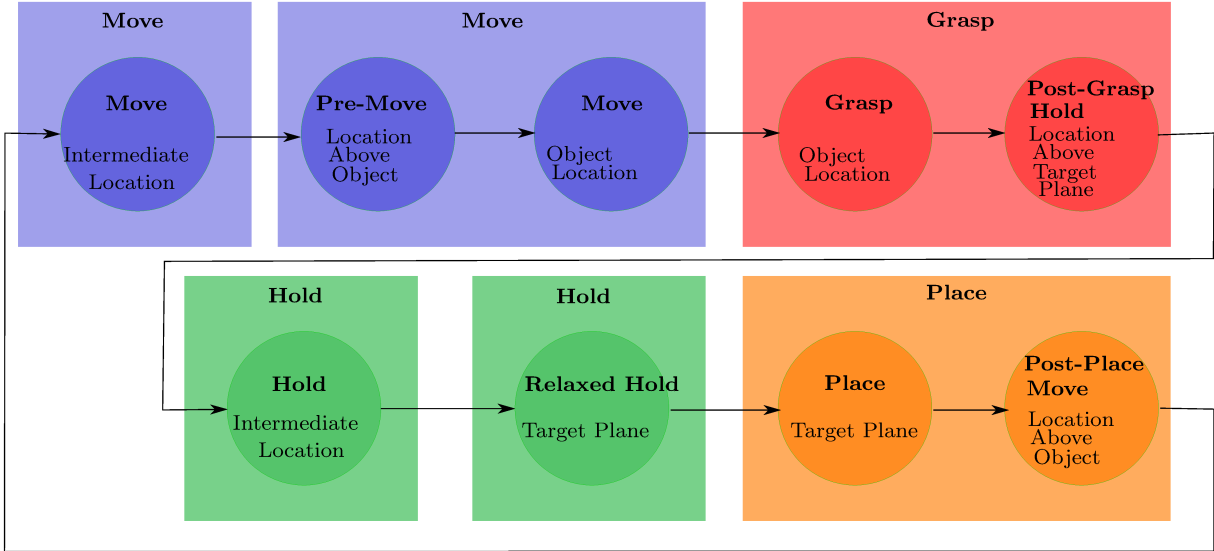 Move
Move
Intermediate
Location
Move
Pre-Move
Location
Above
Object
Move
Object
Location
Grasp
Grasp
Object
Location
Post-Grasp
Hold
Location
Above
Target
Plane
Hold
Hold
Intermediate
Location
Hold
Relaxed Hold
Target Plane
Place
Place
Target Plane
Post-Place
Move
Location
Above
Object